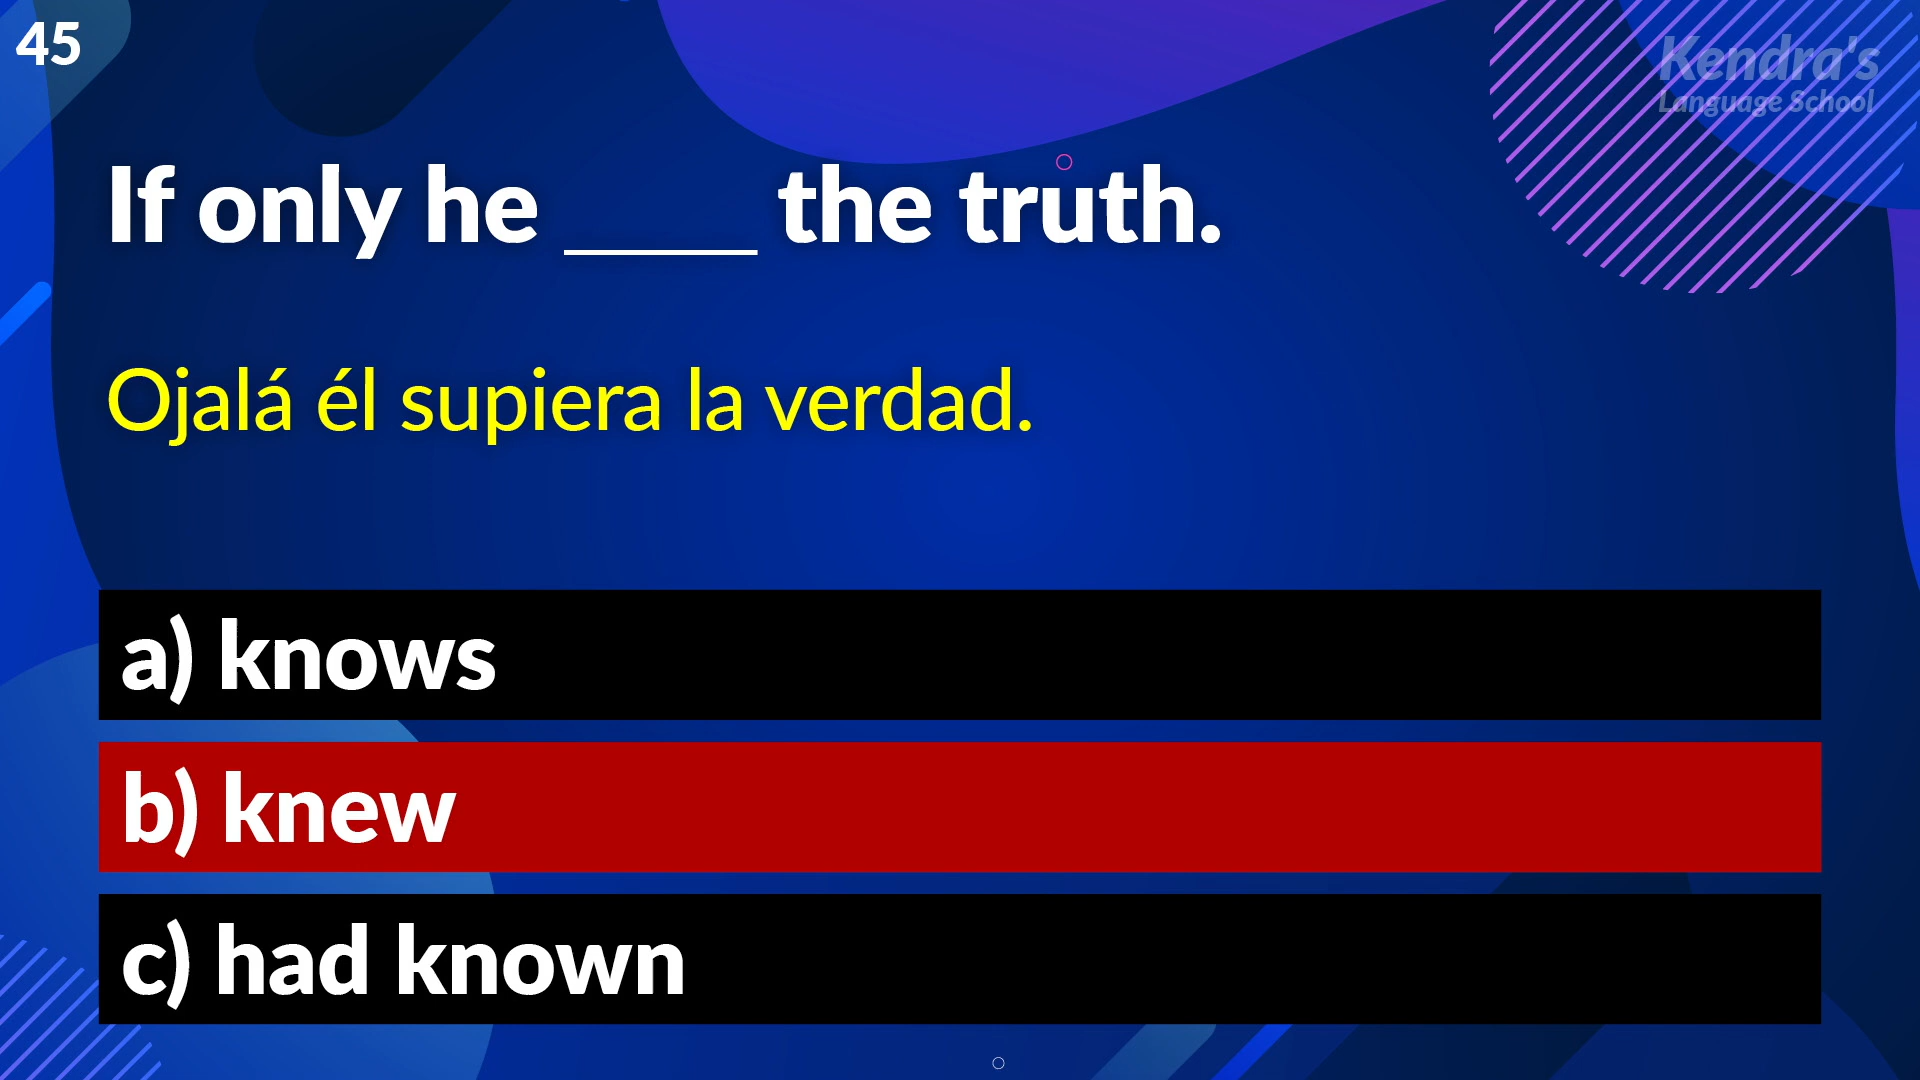 45
Kendra's
Language School
If only he ____ the truth.
Ojalá él supiera la verdad.
a) knows
b) knew
c) had known